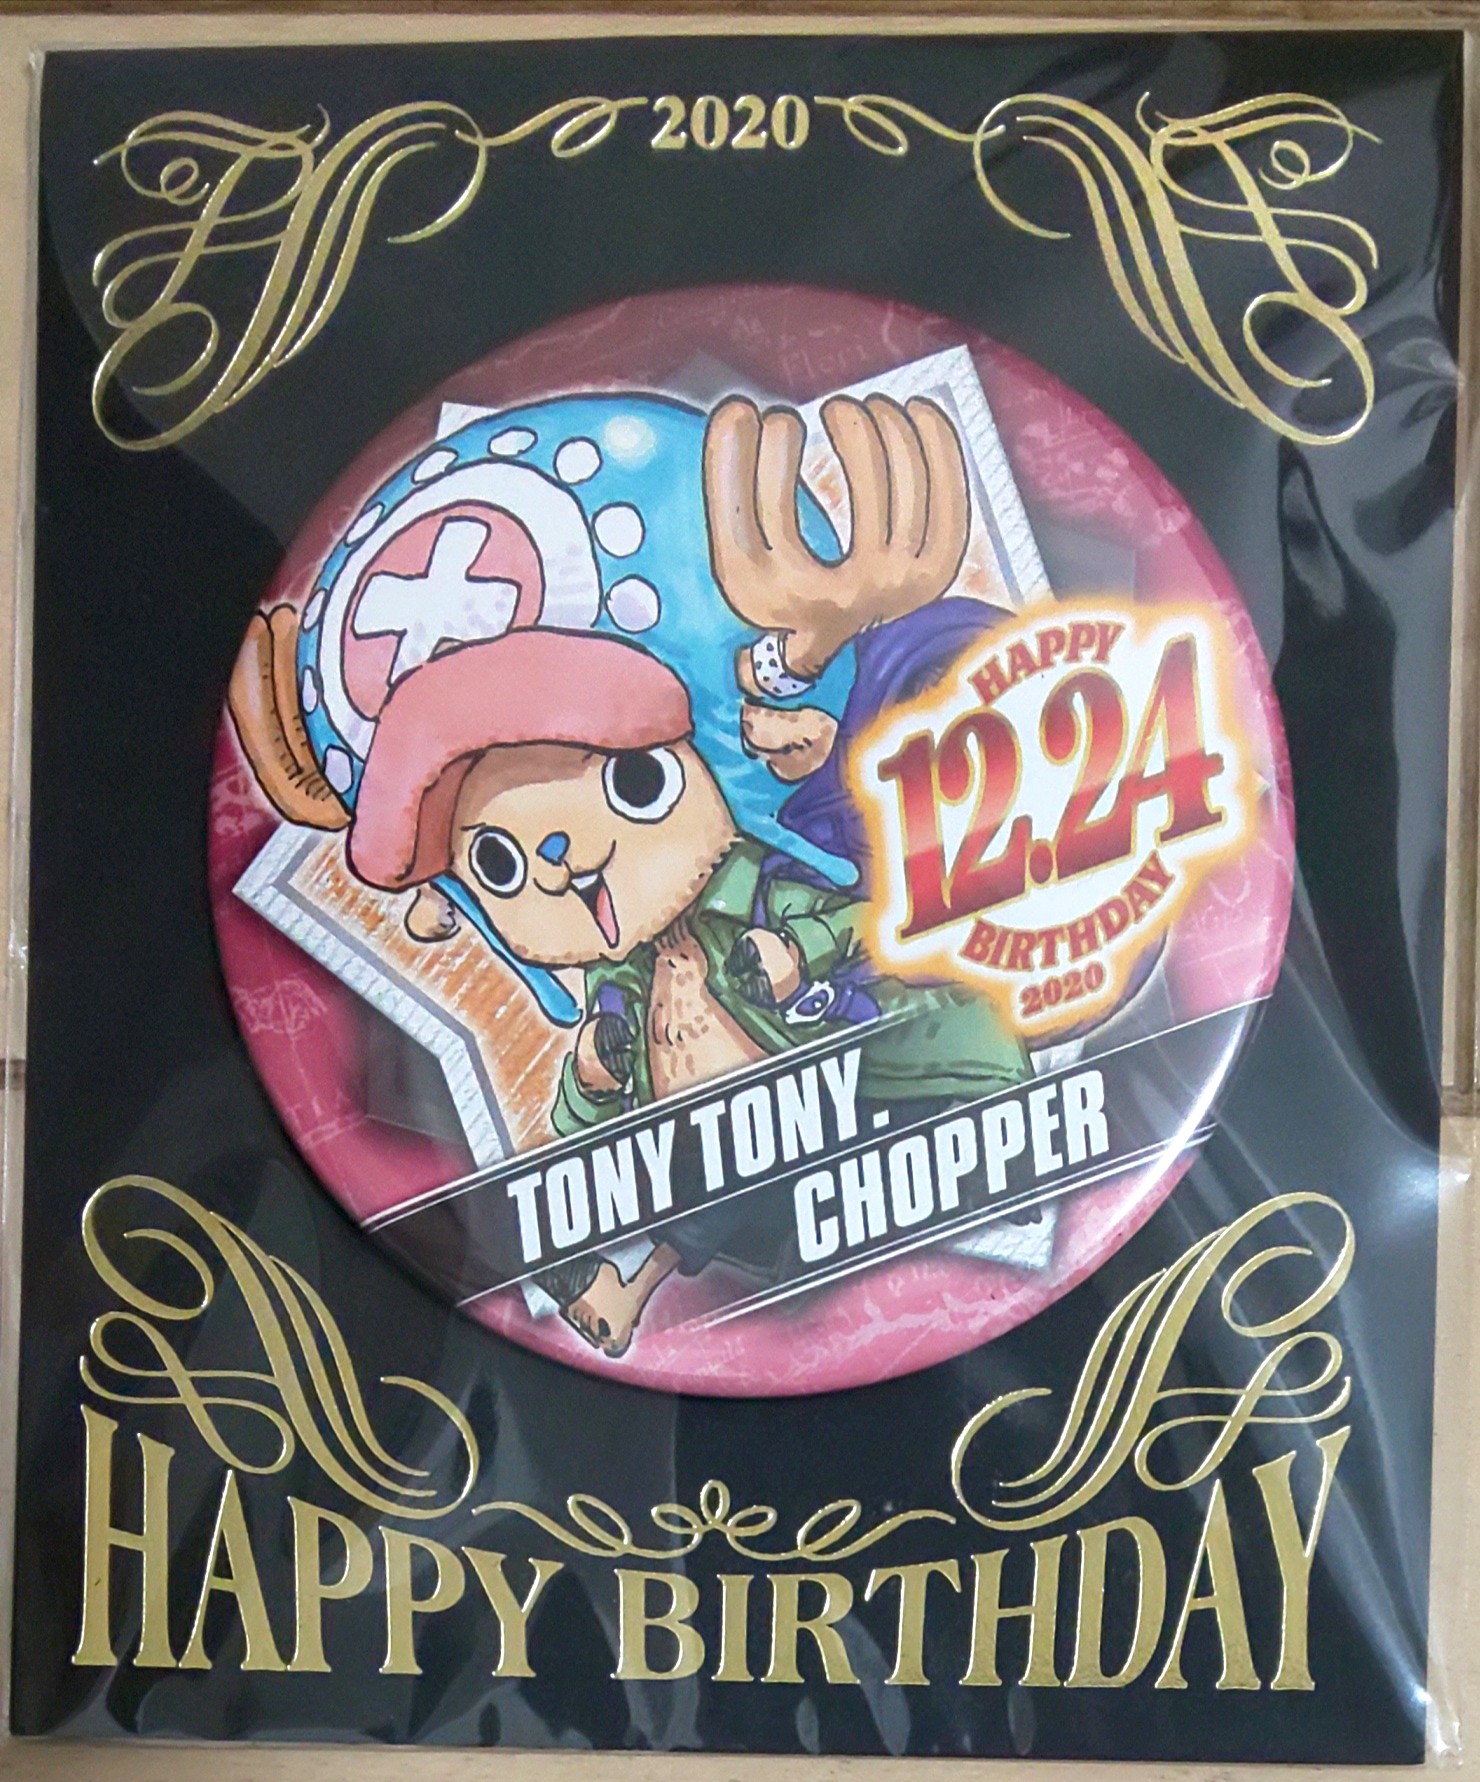 2020
HAPPY
12.24
BIRTHDAY
2020
TONY TONY.
CHOPPER
HAPPY BIRTHDAY